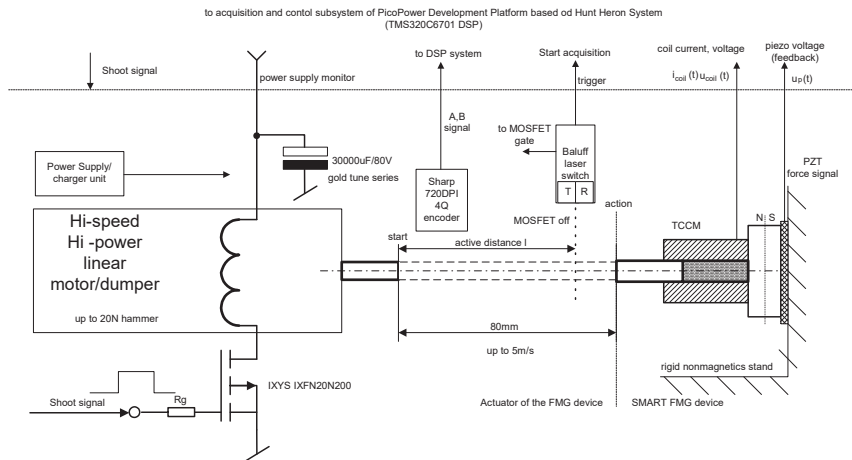 to acquisition and contol subsystem of PicoPower Development Platform based od Hunt Heron System
(TMS320C6701 DSP)
Shoot signal
power supply monitor
to DSP system
Start acquisition
trigger
coil current, voltage
i coil (t) u coil (t)
piezo voltage
(feedback)
u P (t)
A,B
signal
to MOSFET
gate
Baluff
laser
switch
T R
PZT
force signal
Power Supply/
charger unit
30000uF/80V
gold tune series
Sharp
720DPI
4Q
encoder
MOSFET off
action
TCCM
N S
Hi-speed
Hi -power
linear
motor/dumper
up to 20N hammer
start
active distance l
80mm
up to 5m/s
rigid nonmagnetics stand
IXYS IXFN20N200
Shoot signal
Rg
Actuator of the FMG device
SMART FMG device